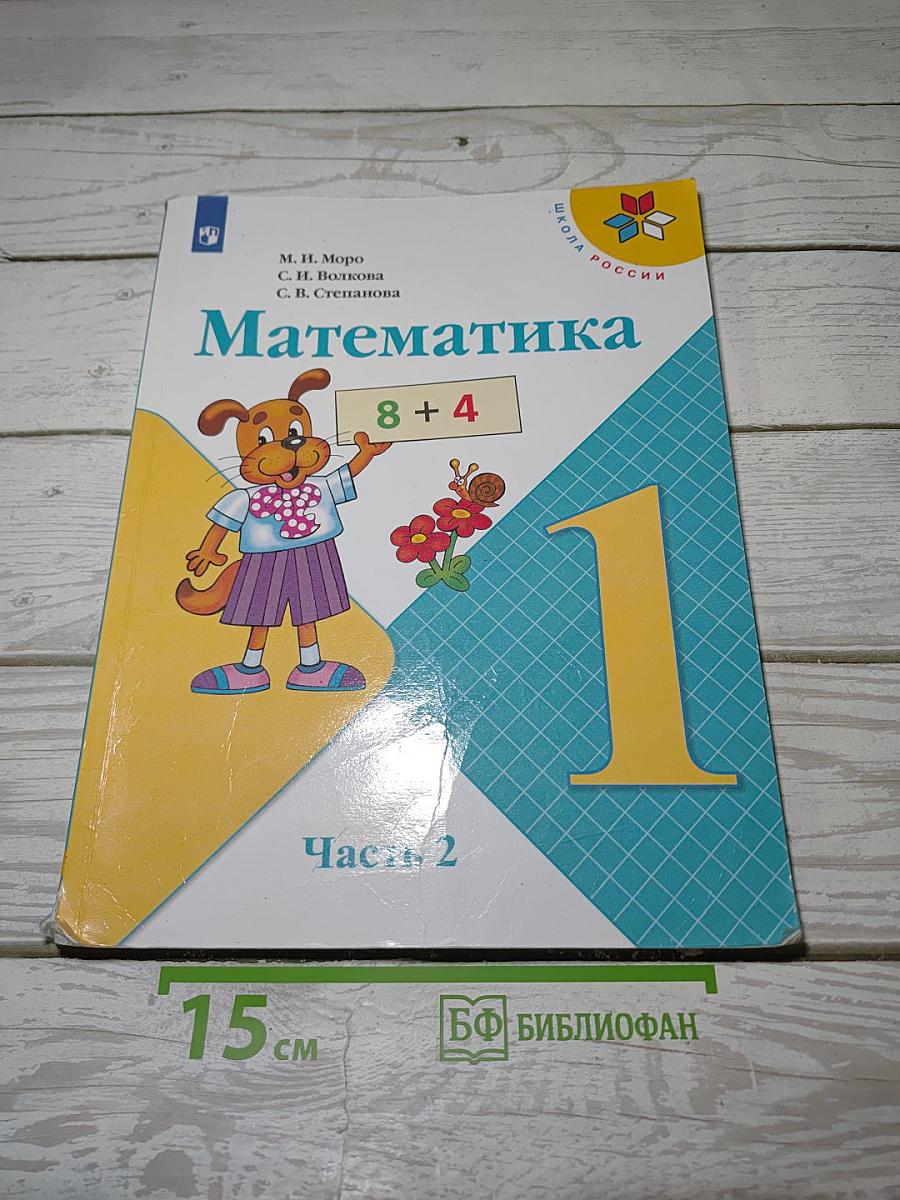 ШКОЛА РОССИИ
М. И. Моро
С. И. Волкова
С. В. Степанова
Математика
8 + 4
1
Часть 2
15 см
БФ БИБЛИОФАН